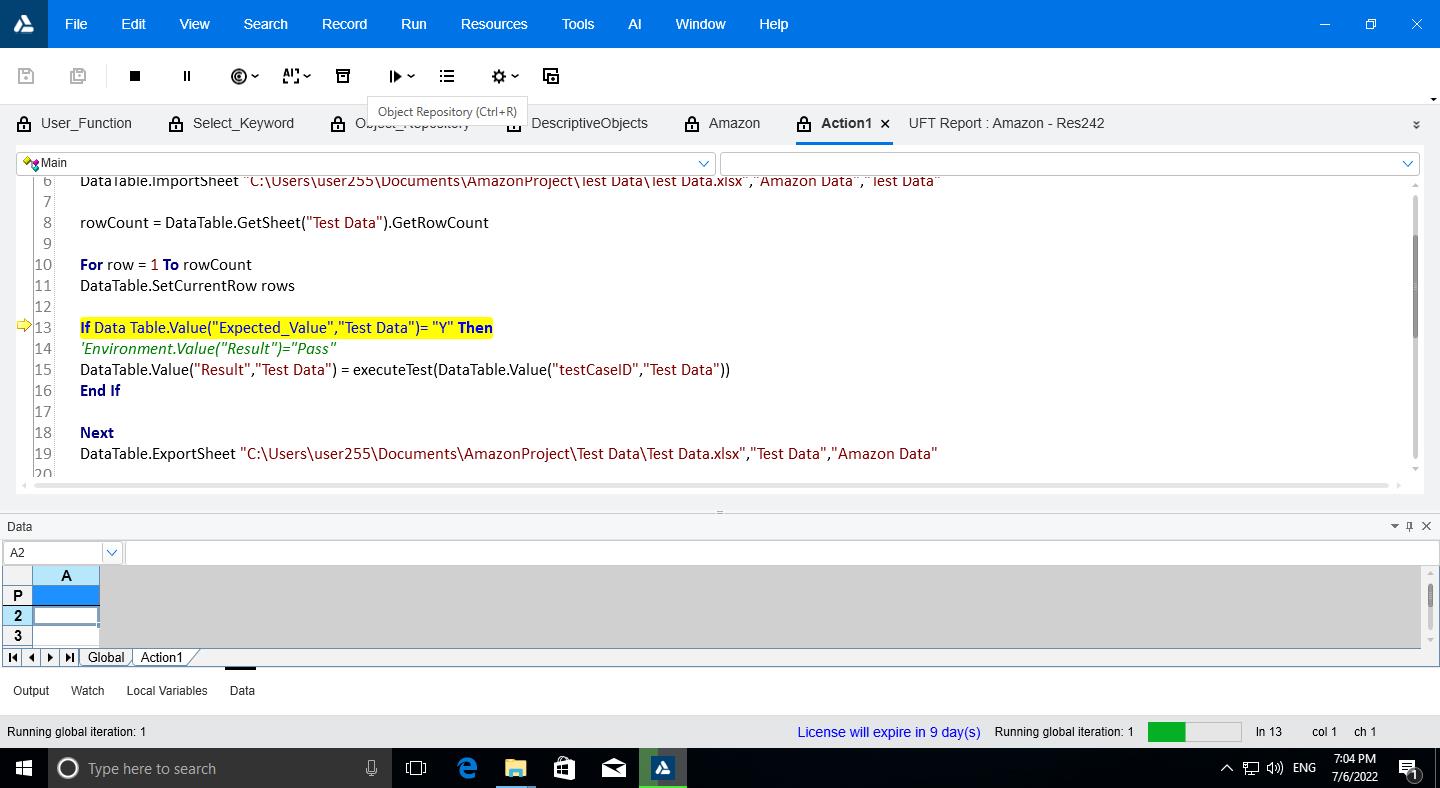 File Edit View Search Record Run Resources Tools AI Window Help
AI
Object Repository (Ctrl+R)
User_Function Select_Keyword Object_Repository DescriptiveObjects Amazon Action1 UFT Report : Amazon - Res242
Main
6 DataTable.ImportSheet "C:\Users\user255\Documents\AmazonProject\Test Data\Test Data.xlsx","Amazon Data","Test Data"
7
8 rowCount = DataTable.GetSheet("Test Data").GetRowCount
9
10 For row = 1 To rowCount
11 DataTable.SetCurrentRow rows
12
13 If Data Table.Value("Expected_Value","Test Data")= "Y" Then
14 'Environment.Value("Result")="Pass"
15 DataTable.Value("Result","Test Data") = executeTest(DataTable.Value("testCaseID","Test Data"))
16 End If
17
18 Next
19 DataTable.ExportSheet "C:\Users\user255\Documents\AmazonProject\Test Data\Test Data.xlsx","Test Data","Amazon Data"
20
Data
A2
A
P
2
3
Global Action1
Output Watch Local Variables Data
Running global iteration: 1 License will expire in 9 day(s) Running global iteration: 1 ln 13 col 1 ch 1
Type here to search ENG 7:04 PM
7/6/2022 1